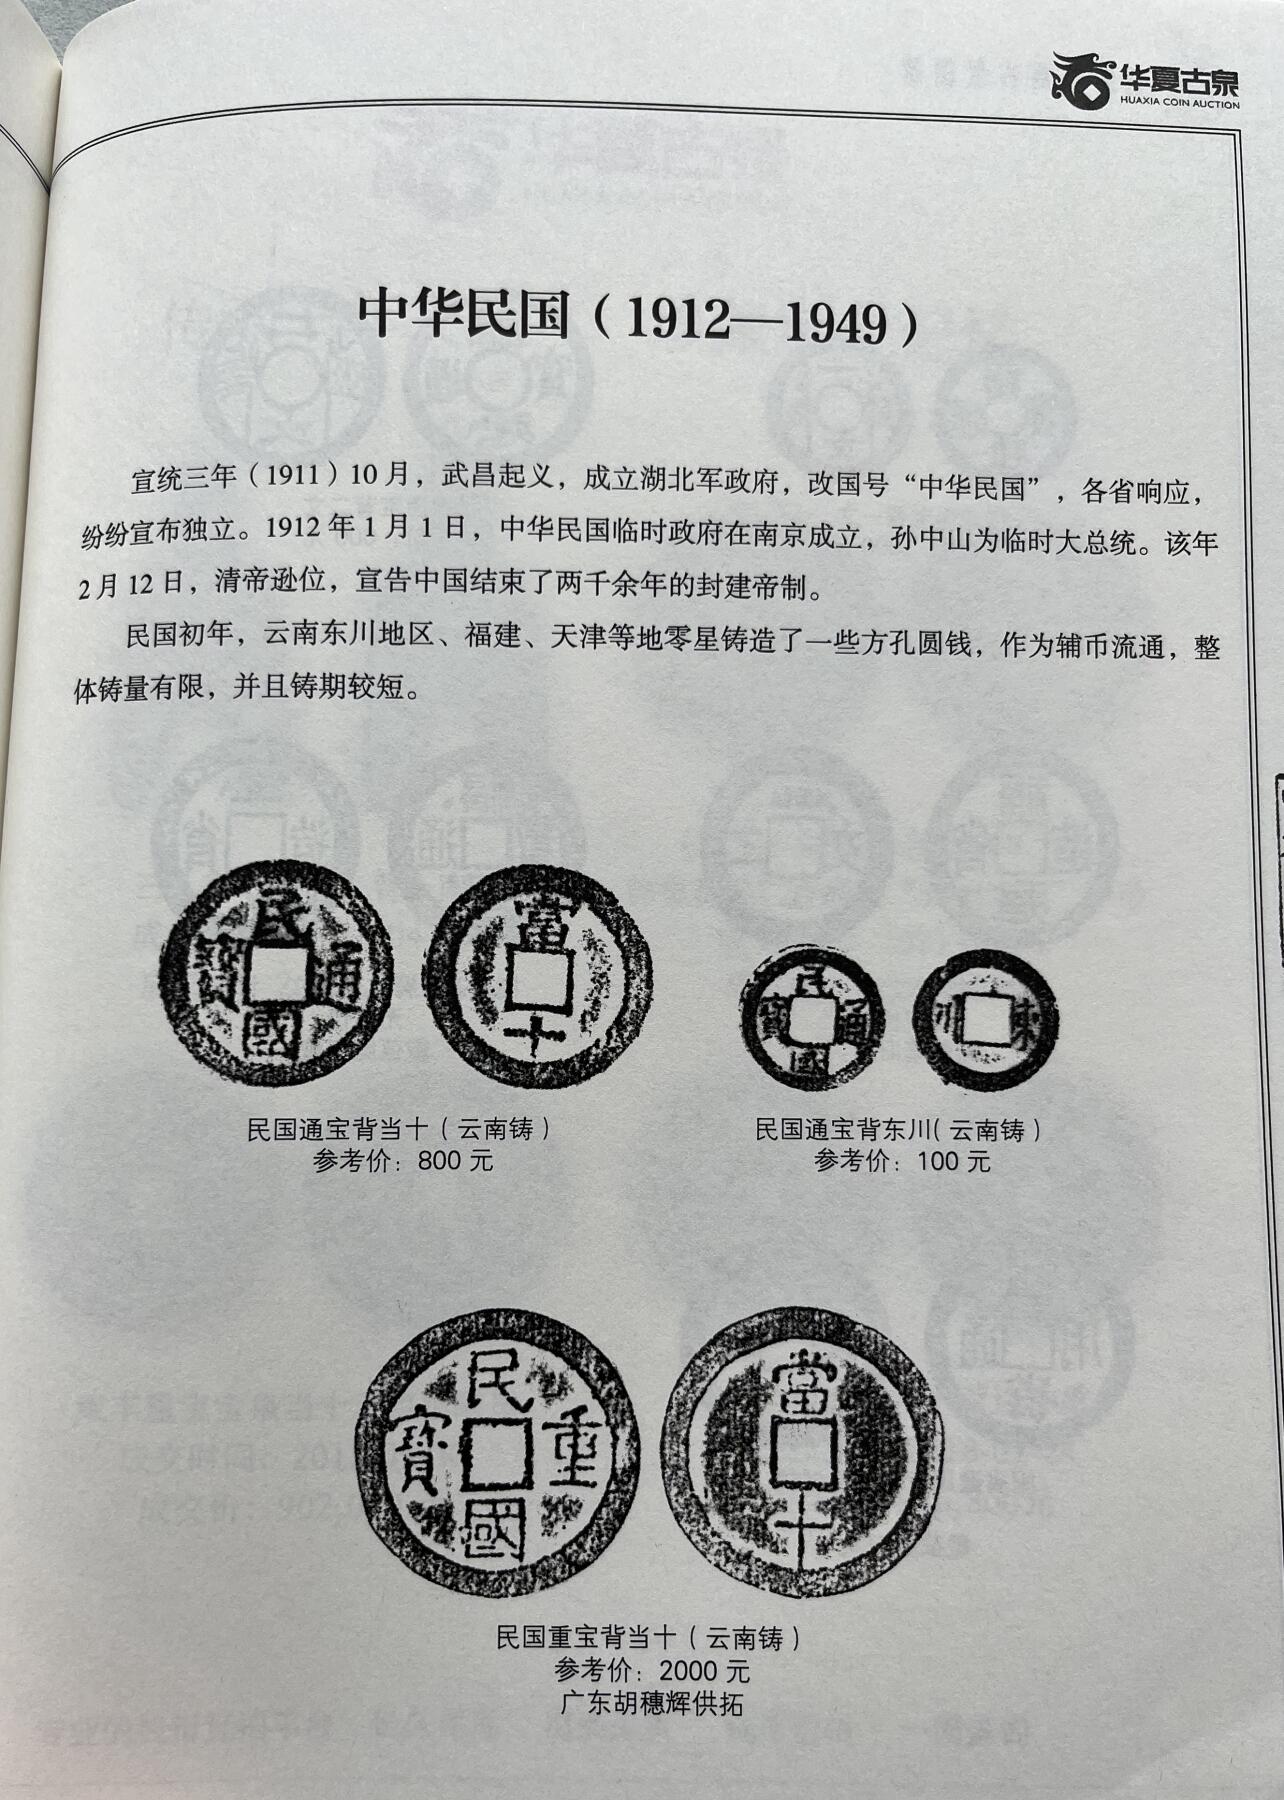 华夏古泉
HUAXIA COIN AUCTION
中华民国（1912—1949）
宣统三年（1911）10月，武昌起义，成立湖北军政府，改国号“中华民国”，各省响应，
纷纷宣布独立。1912年1月1日，中华民国临时政府在南京成立，孙中山为临时大总统。该年
2月12日，清帝逊位，宣告中国结束了两千余年的封建帝制。
民国初年，云南东川地区、福建、天津等地零星铸造了一些方孔圆钱，作为辅币流通，整
体铸量有限，并且铸期较短。
民國通寶
當十
民國通寶
東川
民国通宝背当十（云南铸）
参考价：800元
民国通宝背东川（云南铸）
参考价：100元
民國重寶
當十
民国重宝背当十（云南铸）
参考价：2000元
广东胡穗辉供拓